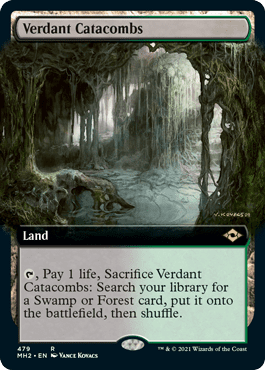 Verdant Catacombs
Land
, Pay 1 life, Sacrifice Verdant
Catacombs: Search your library for
a Swamp or Forest card, put it onto
the battlefield, then shuffle.
479 R
MH2 • EN VANCE KOVACS
™ & © 2021 Wizards of the Coast